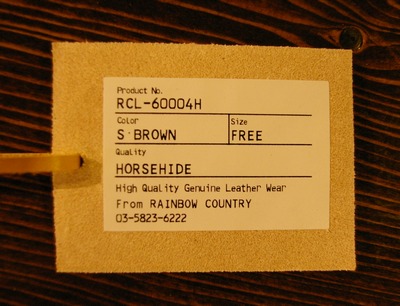 Product No.
RCL-60004H
Color Size
S·BROWN FREE
Quality
HORSEHIDE
High Quality Genuine Leather Wear
From RAINBOW COUNTRY
03-5823-6222